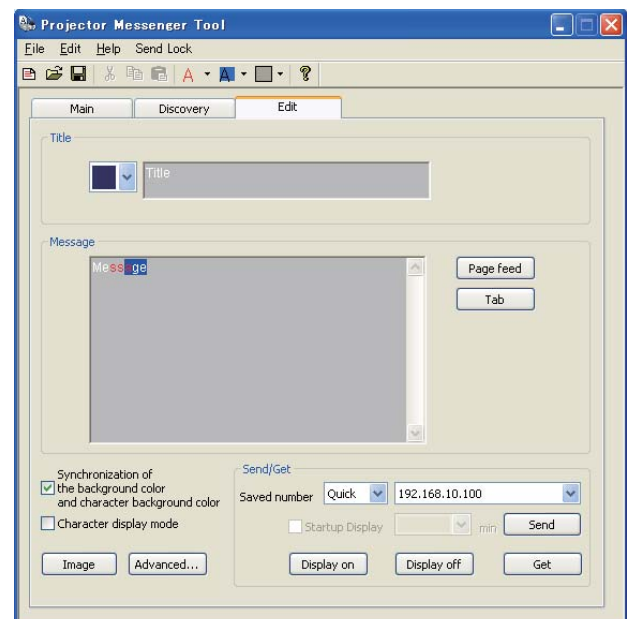 Projector Messenger Tool
File Edit Help Send Lock
A A ?
Main Discovery Edit
Title
Title
Message
Message
Page feed
Tab
Synchronization of
the background color
and character background color
Character display mode
Image Advanced...
Send/Get
Saved number Quick 192.168.10.100
Startup Display min Send
Display on Display off Get